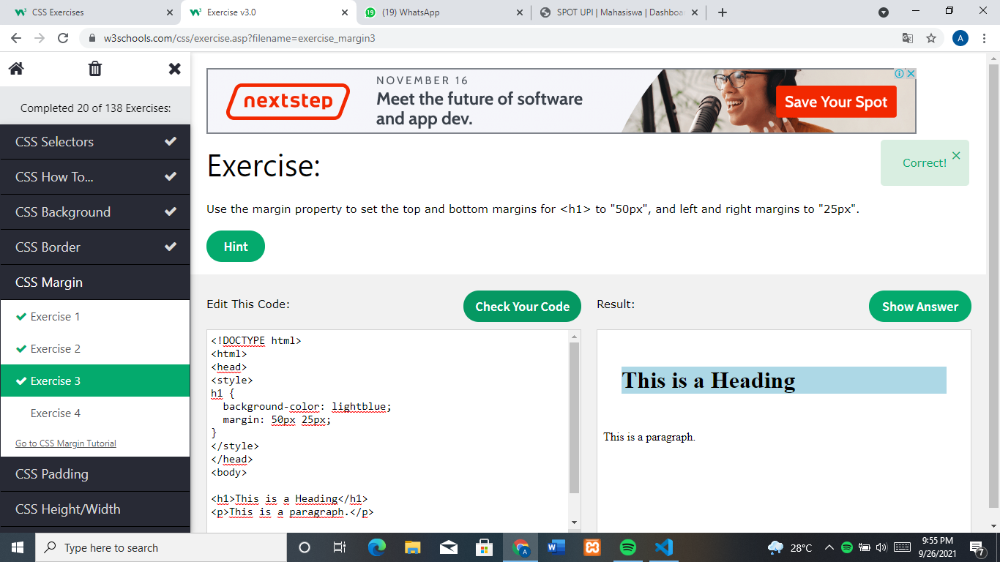 CSS Exercises
Exercise v3.0
(19) WhatsApp
SPOT UPI | Mahasiswa | Dashboa
w3schools.com/css/exercise.asp?filename=exercise_margin3
A
Completed 20 of 138 Exercises:
CSS Selectors
CSS How To...
CSS Background
CSS Border
CSS Margin
Exercise 1
Exercise 2
Exercise 3
Exercise 4
Go to CSS Margin Tutorial
CSS Padding
CSS Height/Width
nextstep
NOVEMBER 16
Meet the future of software
and app dev.
Save Your Spot
Exercise:
Correct!
Use the margin property to set the top and bottom margins for <h1> to "50px", and left and right margins to "25px".
Hint
Edit This Code:
Check Your Code
<!DOCTYPE html>
<html>
<head>
<style>
h1 {
  background-color: lightblue;
  margin: 50px 25px;
}
</style>
</head>
<body>
<h1>This is a Heading</h1>
<p>This is a paragraph.</p>
Result:
Show Answer
This is a Heading
This is a paragraph.
Type here to search
28°C
9:55 PM
9/26/2021
7